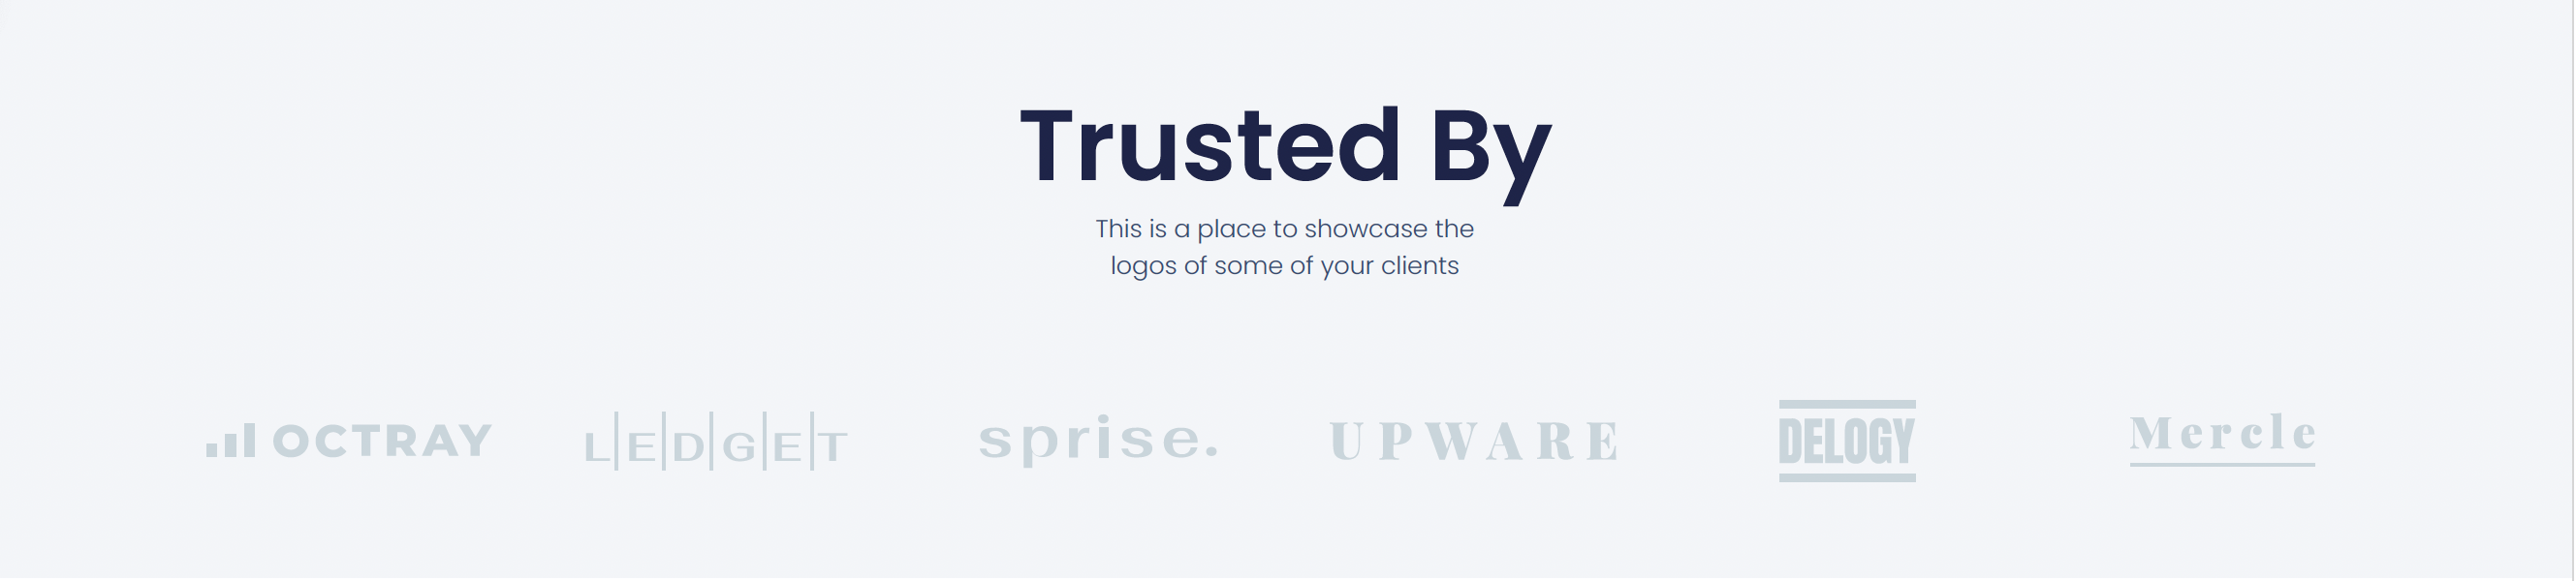 Trusted By
This is a place to showcase the
logos of some of your clients
OCTRAY L|E|D|G|E|T sprise. UPWARE DELOGY Mercle